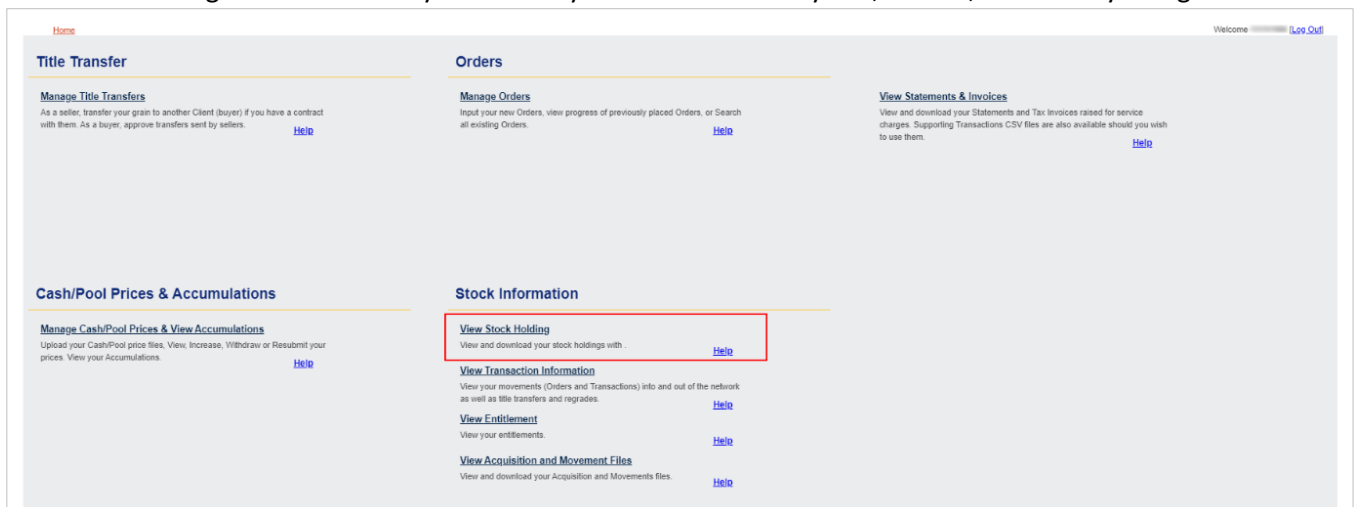 Home
Welcome [Log Out]
Title Transfer
Manage Title Transfers
As a seller, transfer your grain to another Client (buyer) if you have a contract
with them. As a buyer, approve transfers sent by sellers.
Help
Orders
Manage Orders
Input your new Orders, view progress of previously placed Orders, or Search
all existing Orders.
Help
View Statements & Invoices
View and download your Statements and Tax Invoices raised for service
charges. Supporting Transactions CSV files are also available should you wish
to use them.
Help
Cash/Pool Prices & Accumulations
Manage Cash/Pool Prices & View Accumulations
Upload your Cash/Pool price files, View, Increase, Withdraw or Resubmit your
prices. View your Accumulations.
Help
Stock Information
View Stock Holding
View and download your stock holdings with .
Help
View Transaction Information
View your movements (Orders and Transactions) into and out of the network
as well as title transfers and regrades.
Help
View Entitlement
View your entitlements.
Help
View Acquisition and Movement Files
View and download your Acquisition and Movements files.
Help